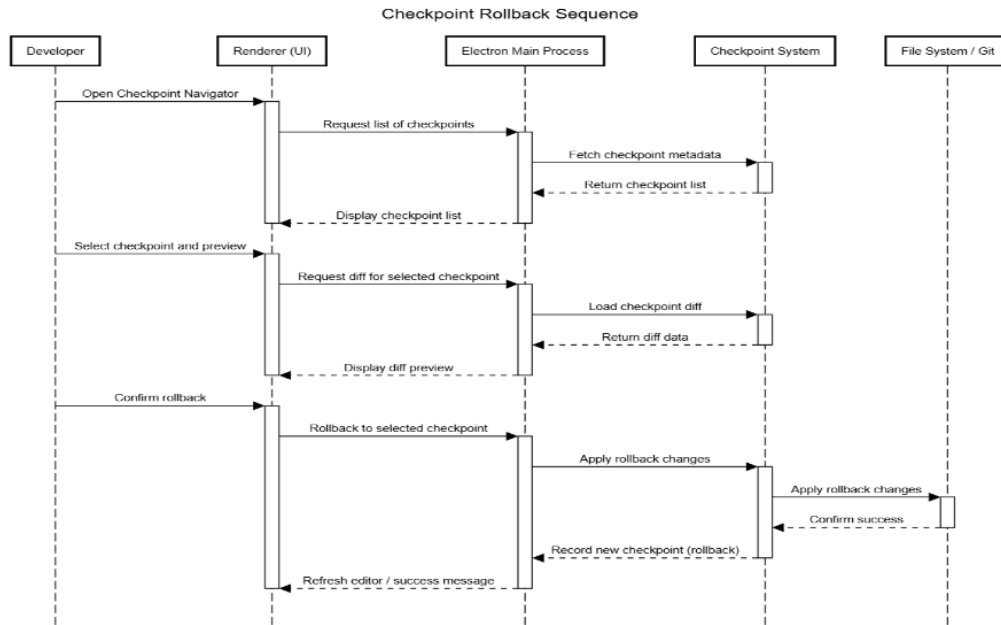 Checkpoint Rollback Sequence
Developer
Renderer (UI)
Electron Main Process
Checkpoint System
File System / Git
Open Checkpoint Navigator
Request list of checkpoints
Fetch checkpoint metadata
Return checkpoint list
Display checkpoint list
Select checkpoint and preview
Request diff for selected checkpoint
Load checkpoint diff
Return diff data
Display diff preview
Confirm rollback
Rollback to selected checkpoint
Apply rollback changes
Apply rollback changes
Confirm success
Record new checkpoint (rollback)
Refresh editor / success message